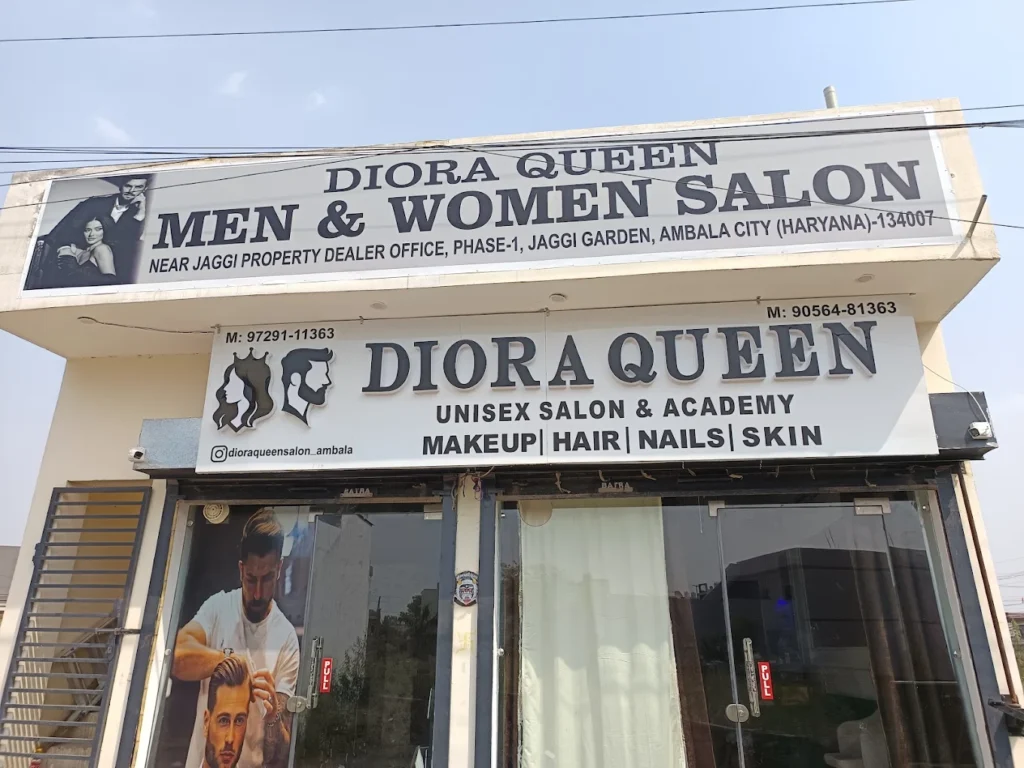 DIORA QUEEN
MEN & WOMEN SALON
NEAR JAGGI PROPERTY DEALER OFFICE, PHASE-1, JAGGI GARDEN, AMBALA CITY (HARYANA)-134007
M: 97291-11363
M: 90564-81363
DIORA QUEEN
UNISEX SALON & ACADEMY
MAKEUP| HAIR| NAILS| SKIN
dioraqueensalon_ambala
PULL
PULL